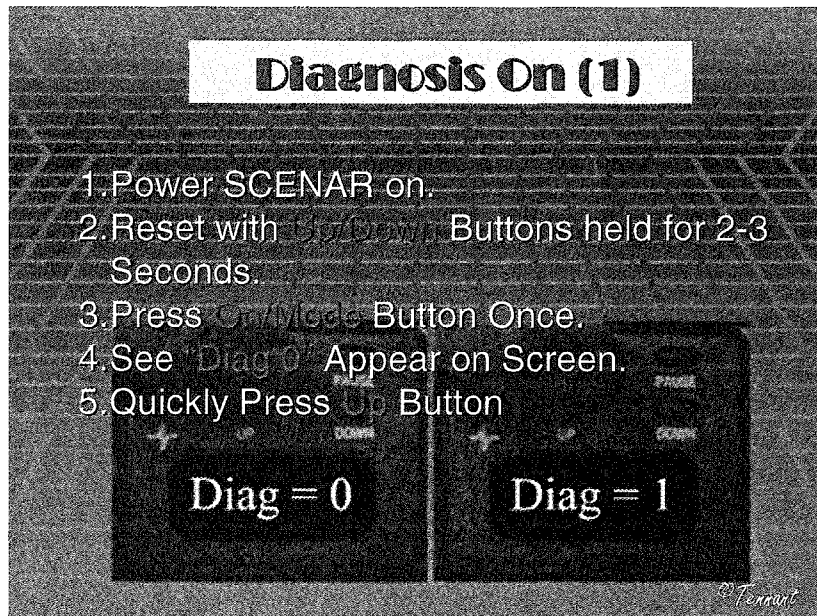 Diagnosis On (1)
1.Power SCENAR on.
2.Reset with Up/Down Buttons held for 2-3
Seconds.
3.Press On/Mode Button Once.
4.See "Diag 0" Appear on Screen.
5.Quickly Press Up Button
PAUSE PAUSE
UP DOWN UP DOWN
Diag = 0 Diag = 1
© Tennant